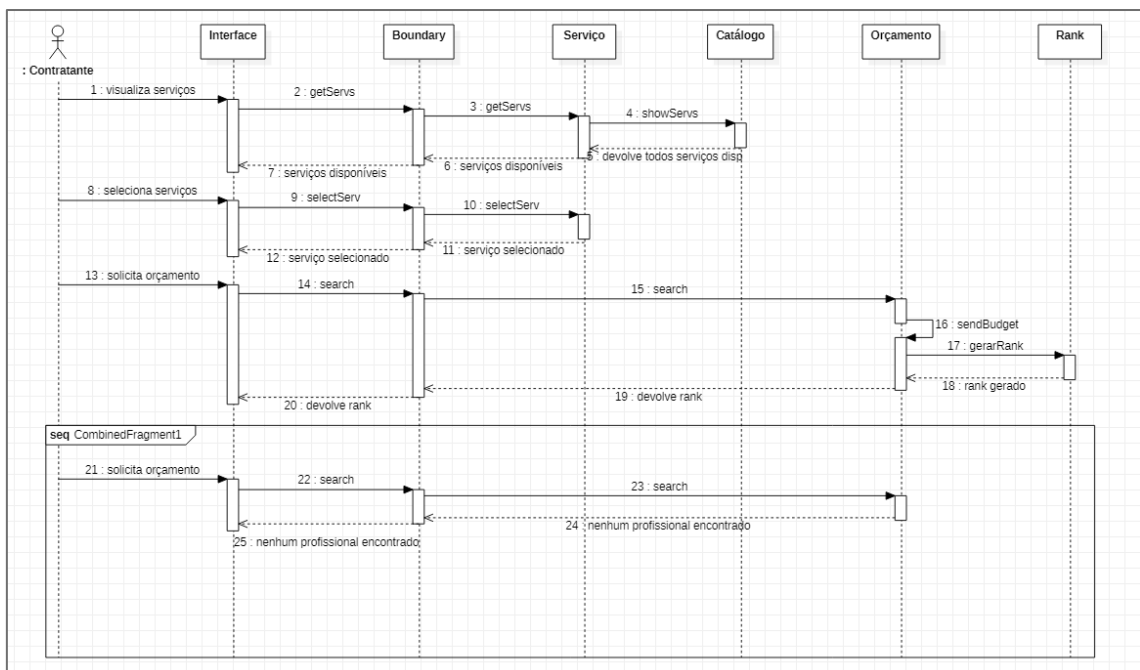 Interface
Boundary
Serviço
Catálogo
Orçamento
Rank
: Contratante
1 : visualiza serviços
2 : getServs
3 : getServs
4 : showServs
5 : devolve todos serviços disp
6 : serviços disponíveis
7 : serviços disponíveis
8 : seleciona serviços
9 : selectServ
10 : selectServ
11 : serviço selecionado
12 : serviço selecionado
13 : solicita orçamento
14 : search
15 : search
16 : sendBudget
17 : gerarRank
18 : rank gerado
19 : devolve rank
20 : devolve rank
seq CombinedFragment1
21 : solicita orçamento
22 : search
23 : search
24 : nenhum profissional encontrado
25 : nenhum profissional encontrado